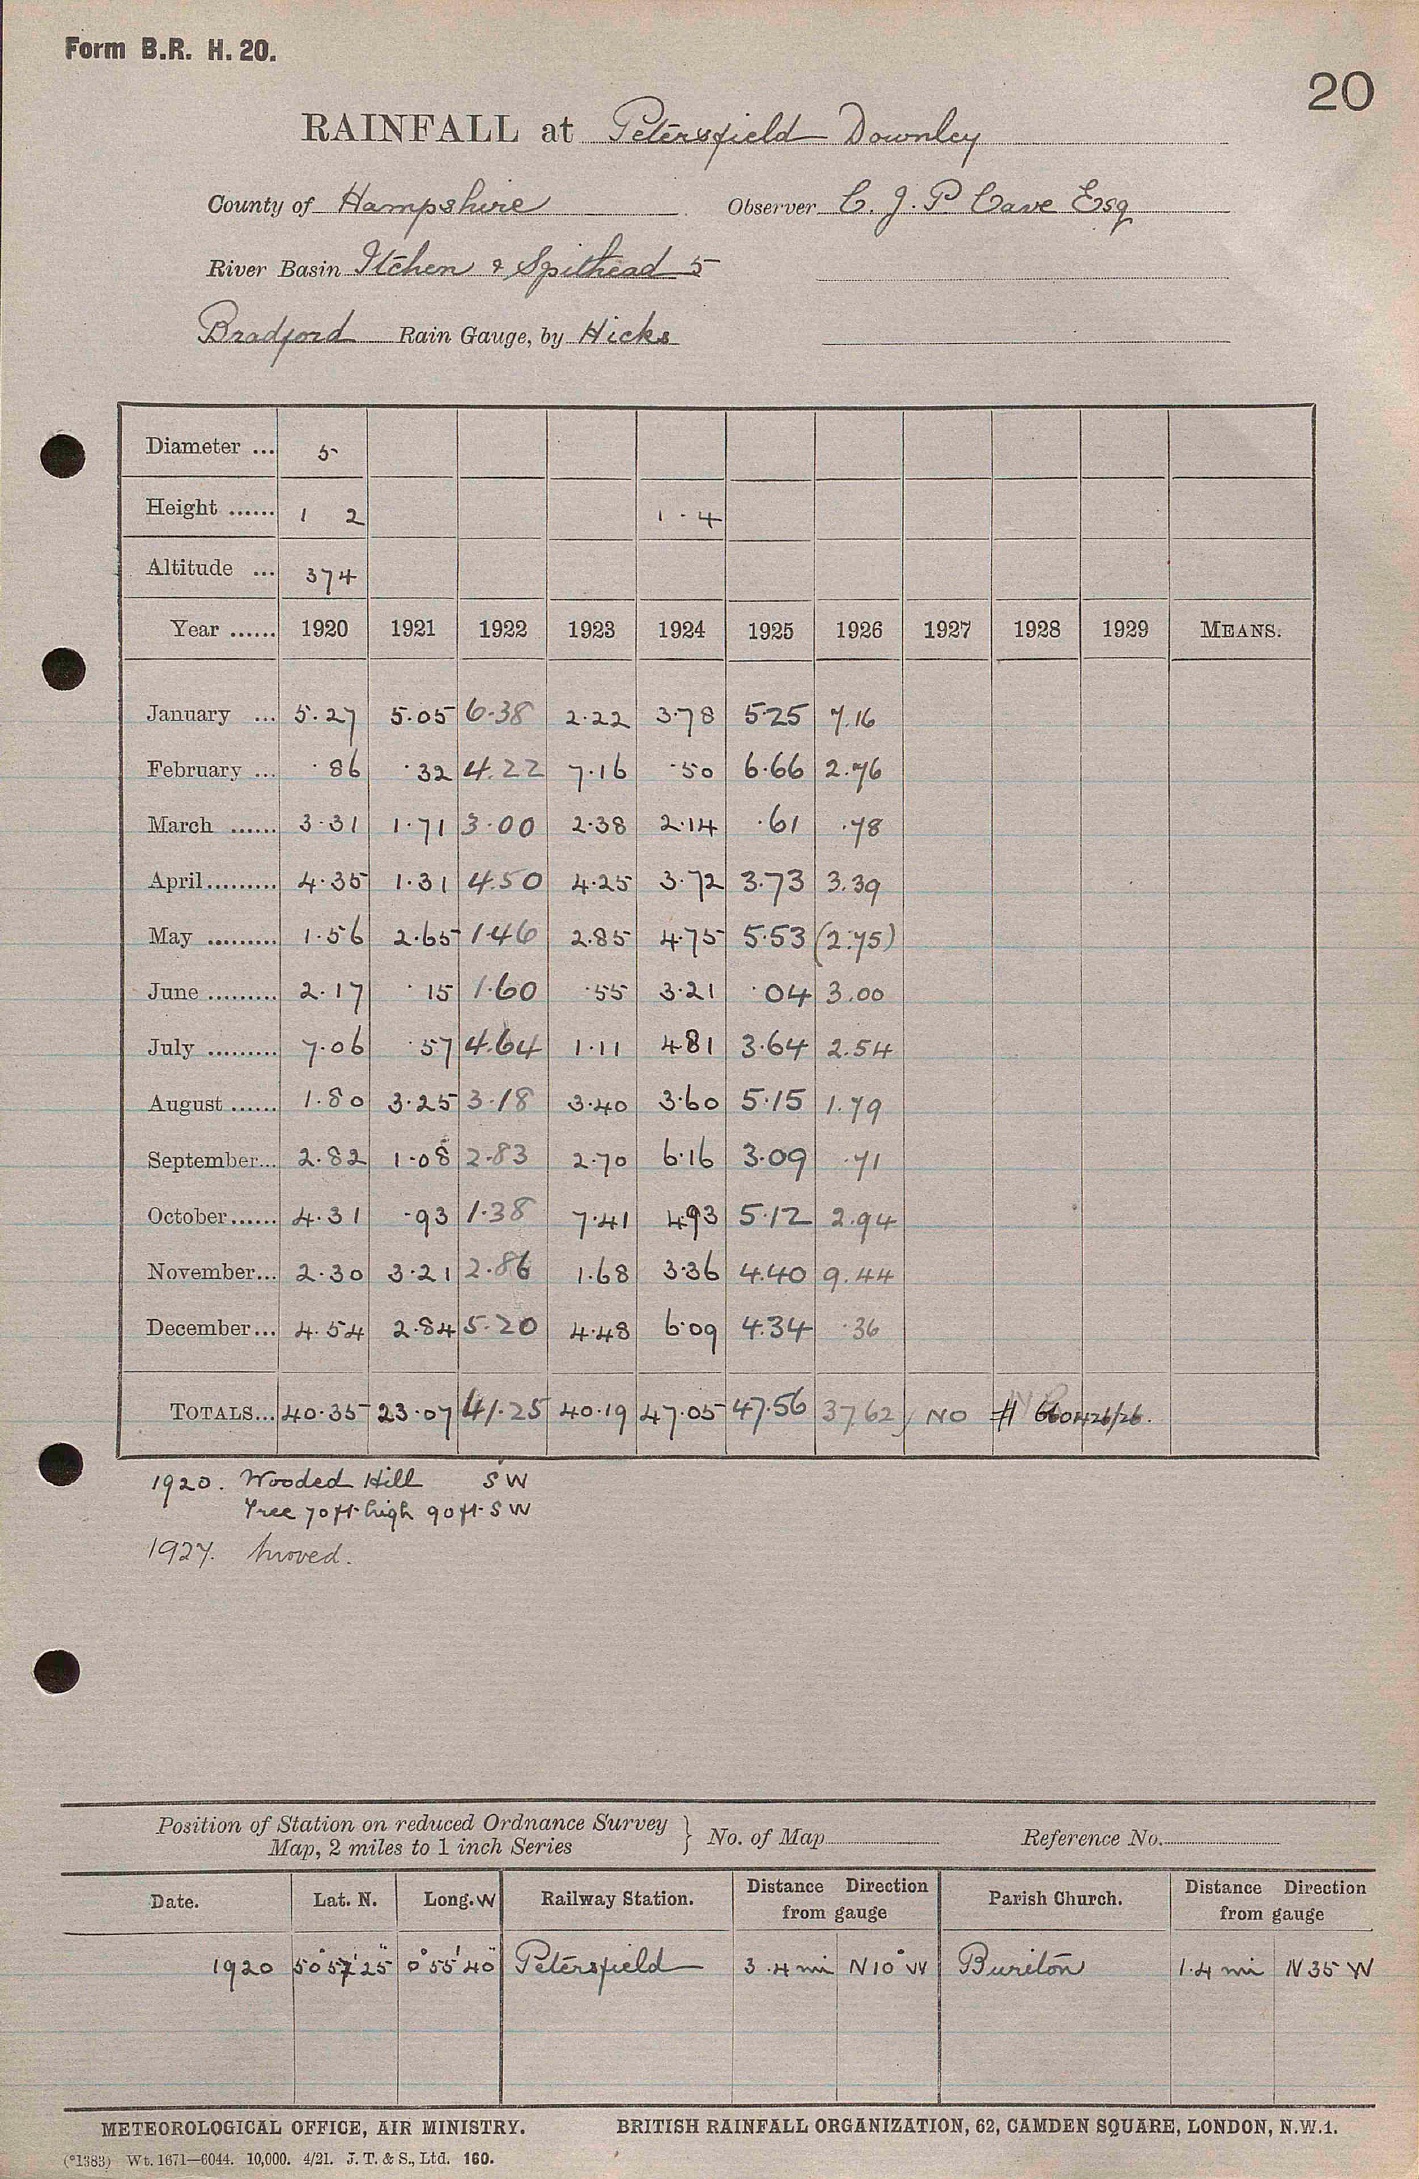 Form B.R. H. 20.
20
RAINFALL at Petersfield Downley
County of Hampshire Observer C. J. P. Cave Esq
River Basin Itchen & Spithead 5
Bradford Rain Gauge, by Hicks
Diameter ... 5
Height ...... 1 2 1 . 4
Altitude ... 374
Year ...... 1920 1921 1922 1923 1924 1925 1926 1927 1928 1929 MEANS.
January ... 5.27 5.05 6.38 2.22 3.78 5.25 7.16
February ... .86 .32 4.22 7.16 .50 6.66 2.76
March ...... 3.31 1.71 3.00 2.38 2.14 .61 .78
April......... 4.35 1.31 4.50 4.25 3.72 3.73 3.39
May ......... 1.56 2.65 1.46 2.85 4.75 5.53 (2.75)
June ......... 2.17 .15 1.60 .55 3.21 .04 3.00
July ......... 7.06 .57 4.64 1.11 4.81 3.64 2.54
August ...... 1.80 3.25 3.18 3.40 3.60 5.15 1.79
September... 2.82 1.08 2.83 2.70 6.16 3.09 .71
October...... 4.31 .93 1.38 7.41 4.93 5.12 2.94
November... 2.30 3.21 2.86 1.68 3.36 4.40 9.44
December... 4.54 2.84 5.20 4.48 6.09 4.34 .36
TOTALS... 40.35 23.07 41.25 40.19 47.05 47.56 37.62 NO
1920. Wooded Hill SW
Tree 70 ft. high 90 ft. SW
1927. Moved.
Position of Station on reduced Ordnance Survey
Map, 2 miles to 1 inch Series } No. of Map Reference No.
Date. Lat. N. Long. W Railway Station. Distance Direction from gauge Parish Church. Distance Direction from gauge
1920 50° 57' 25" 0° 55' 40" Petersfield 3.4 mi N 10° W Buriton 1.4 mi N 35 W
METEOROLOGICAL OFFICE, AIR MINISTRY. BRITISH RAINFALL ORGANIZATION, 62, CAMDEN SQUARE, LONDON, N.W.1.
(*1383) Wt. 1671—6044. 10,000. 4/21. J. T. & S., Ltd. 160.